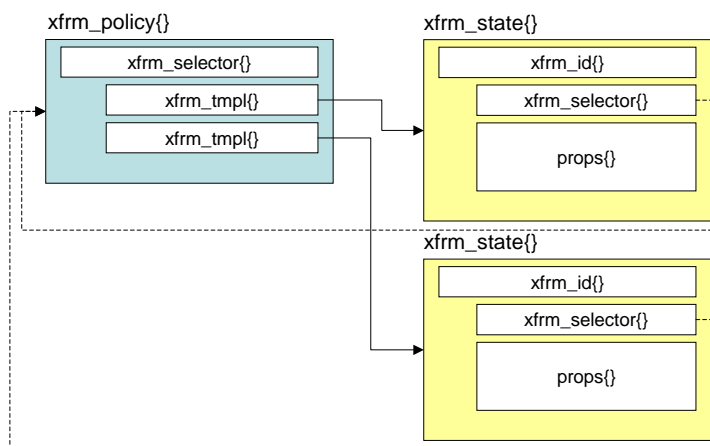 xfrm_policy{}
xfrm_selector{}
xfrm_tmpl{}
xfrm_tmpl{}
xfrm_state{}
xfrm_id{}
xfrm_selector{}
props{}
xfrm_state{}
xfrm_id{}
xfrm_selector{}
props{}